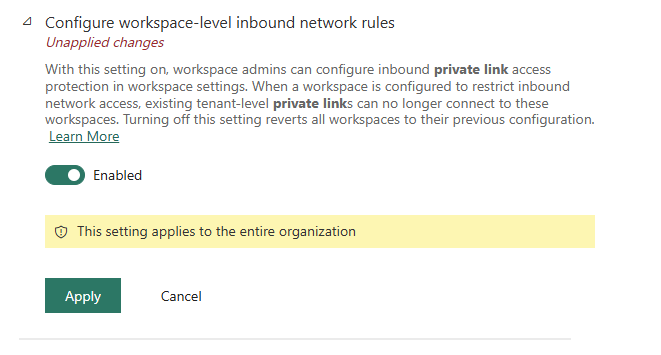 Configure workspace-level inbound network rules
Unapplied changes
With this setting on, workspace admins can configure inbound private link access
protection in workspace settings. When a workspace is configured to restrict inbound
network access, existing tenant-level private links can no longer connect to these
workspaces. Turning off this setting reverts all workspaces to their previous configuration.
Learn More
Enabled
This setting applies to the entire organization
Apply Cancel